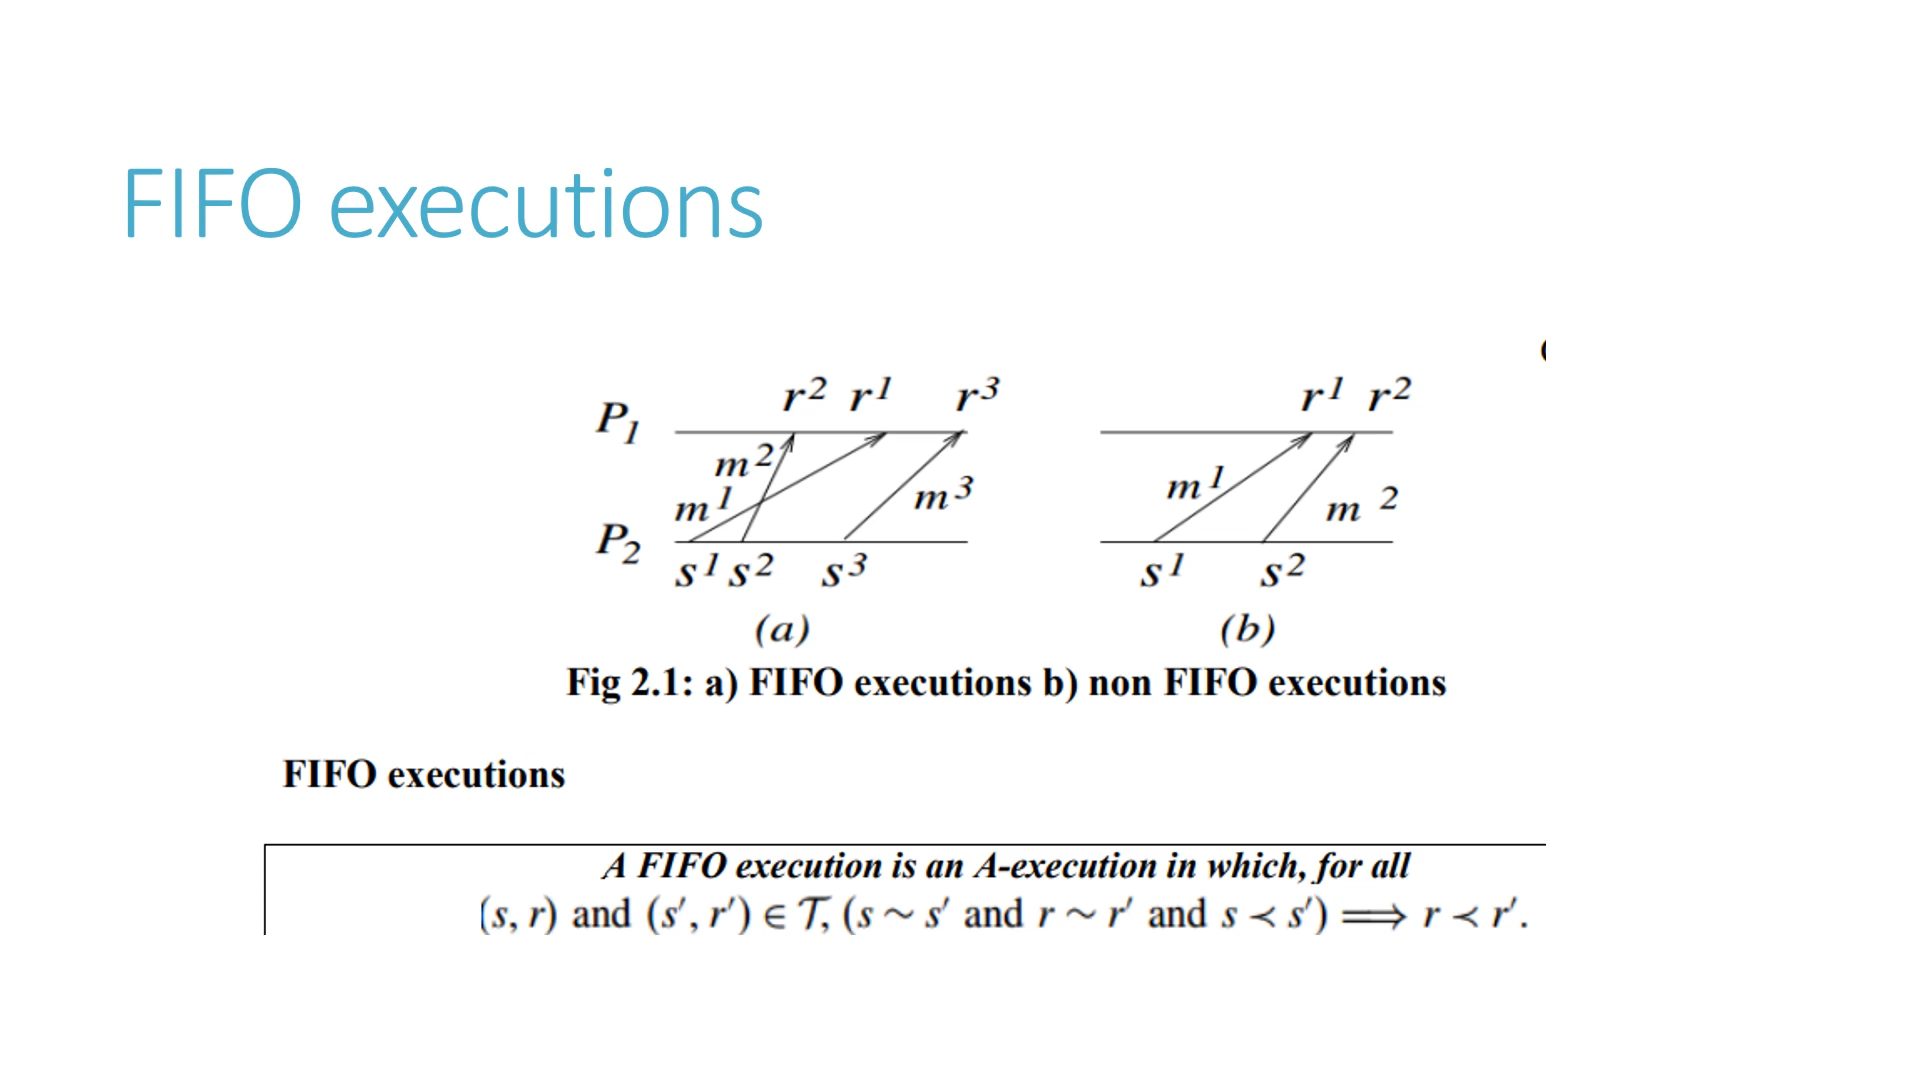 FIFO executions
r² r¹ r³ r¹ r²
P₁
m² m¹ m³ m¹ m ²
P₂
s¹ s² s³ s¹ s²
(a) (b)
Fig 2.1: a) FIFO executions b) non FIFO executions
FIFO executions
A FIFO execution is an A-execution in which, for all
(s, r) and (s′, r′) ∈ 𝒯, (s ∼ s′ and r ∼ r′ and s ≺ s′) ⟹ r ≺ r′.